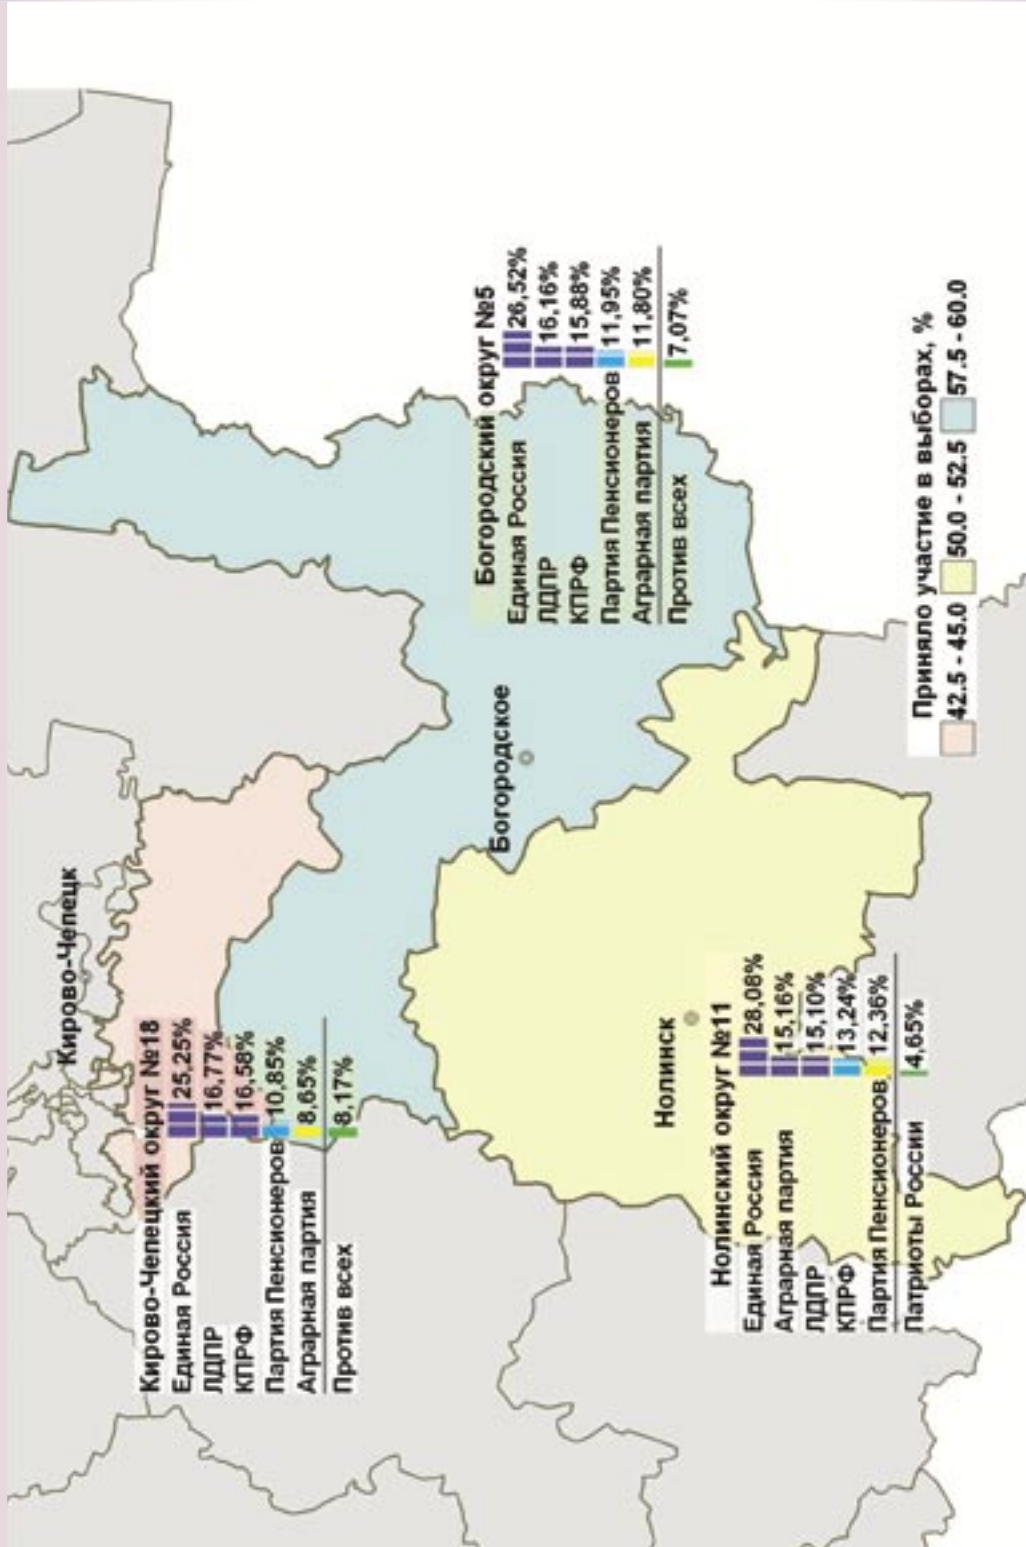 Кирово-Чепецк
Кирово-Чепецкий округ №18
Единая Россия 25,25%
ЛДПР 16,77%
КПРФ 16,58%
Партия Пенсионеров 10,85%
Аграрная партия 8,65%
Против всех 8,17%
Богородский округ №5
Единая Россия 26,52%
ЛДПР 16,16%
КПРФ 15,88%
Партия Пенсионеров 11,95%
Аграрная партия 11,80%
Против всех 7,07%
Богородское
Нолинск
Нолинский округ №11
Единая Россия 28,08%
Аграрная партия 15,16%
ЛДПР 15,10%
КПРФ 13,24%
Партия Пенсионеров 12,36%
Патриоты России 4,65%
Приняло участие в выборах, %
42.5 - 45.0 50.0 - 52.5 57.5 - 60.0